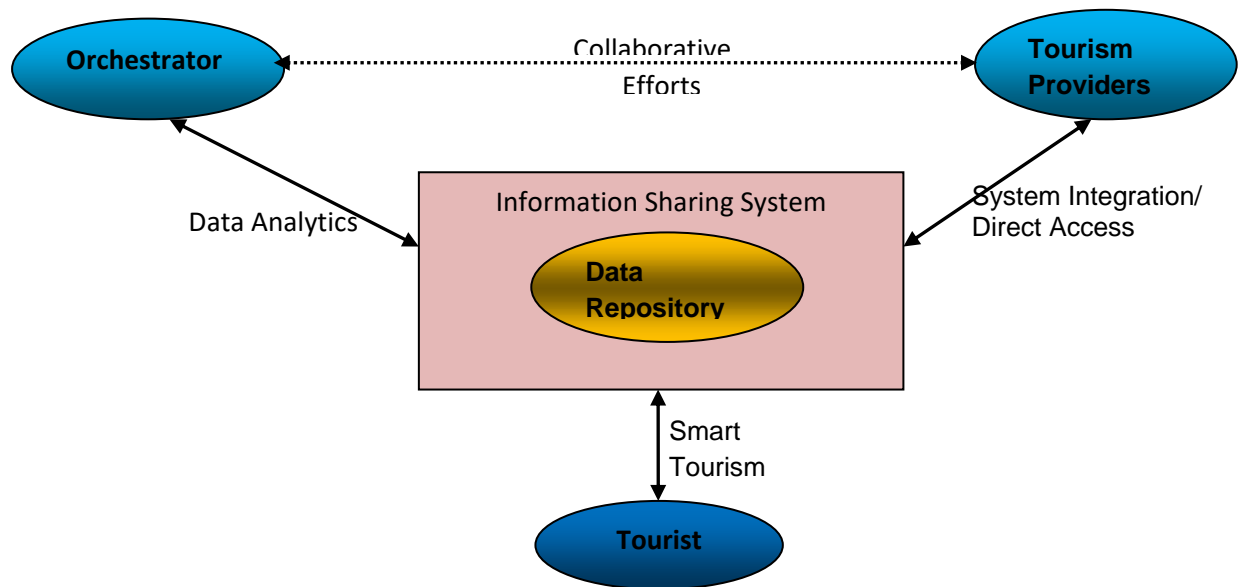 Orchestrator
Collaborative
Efforts
Tourism
Providers
Data Analytics
Information Sharing System
System Integration/
Direct Access
Data
Repository
Smart
Tourism
Tourist